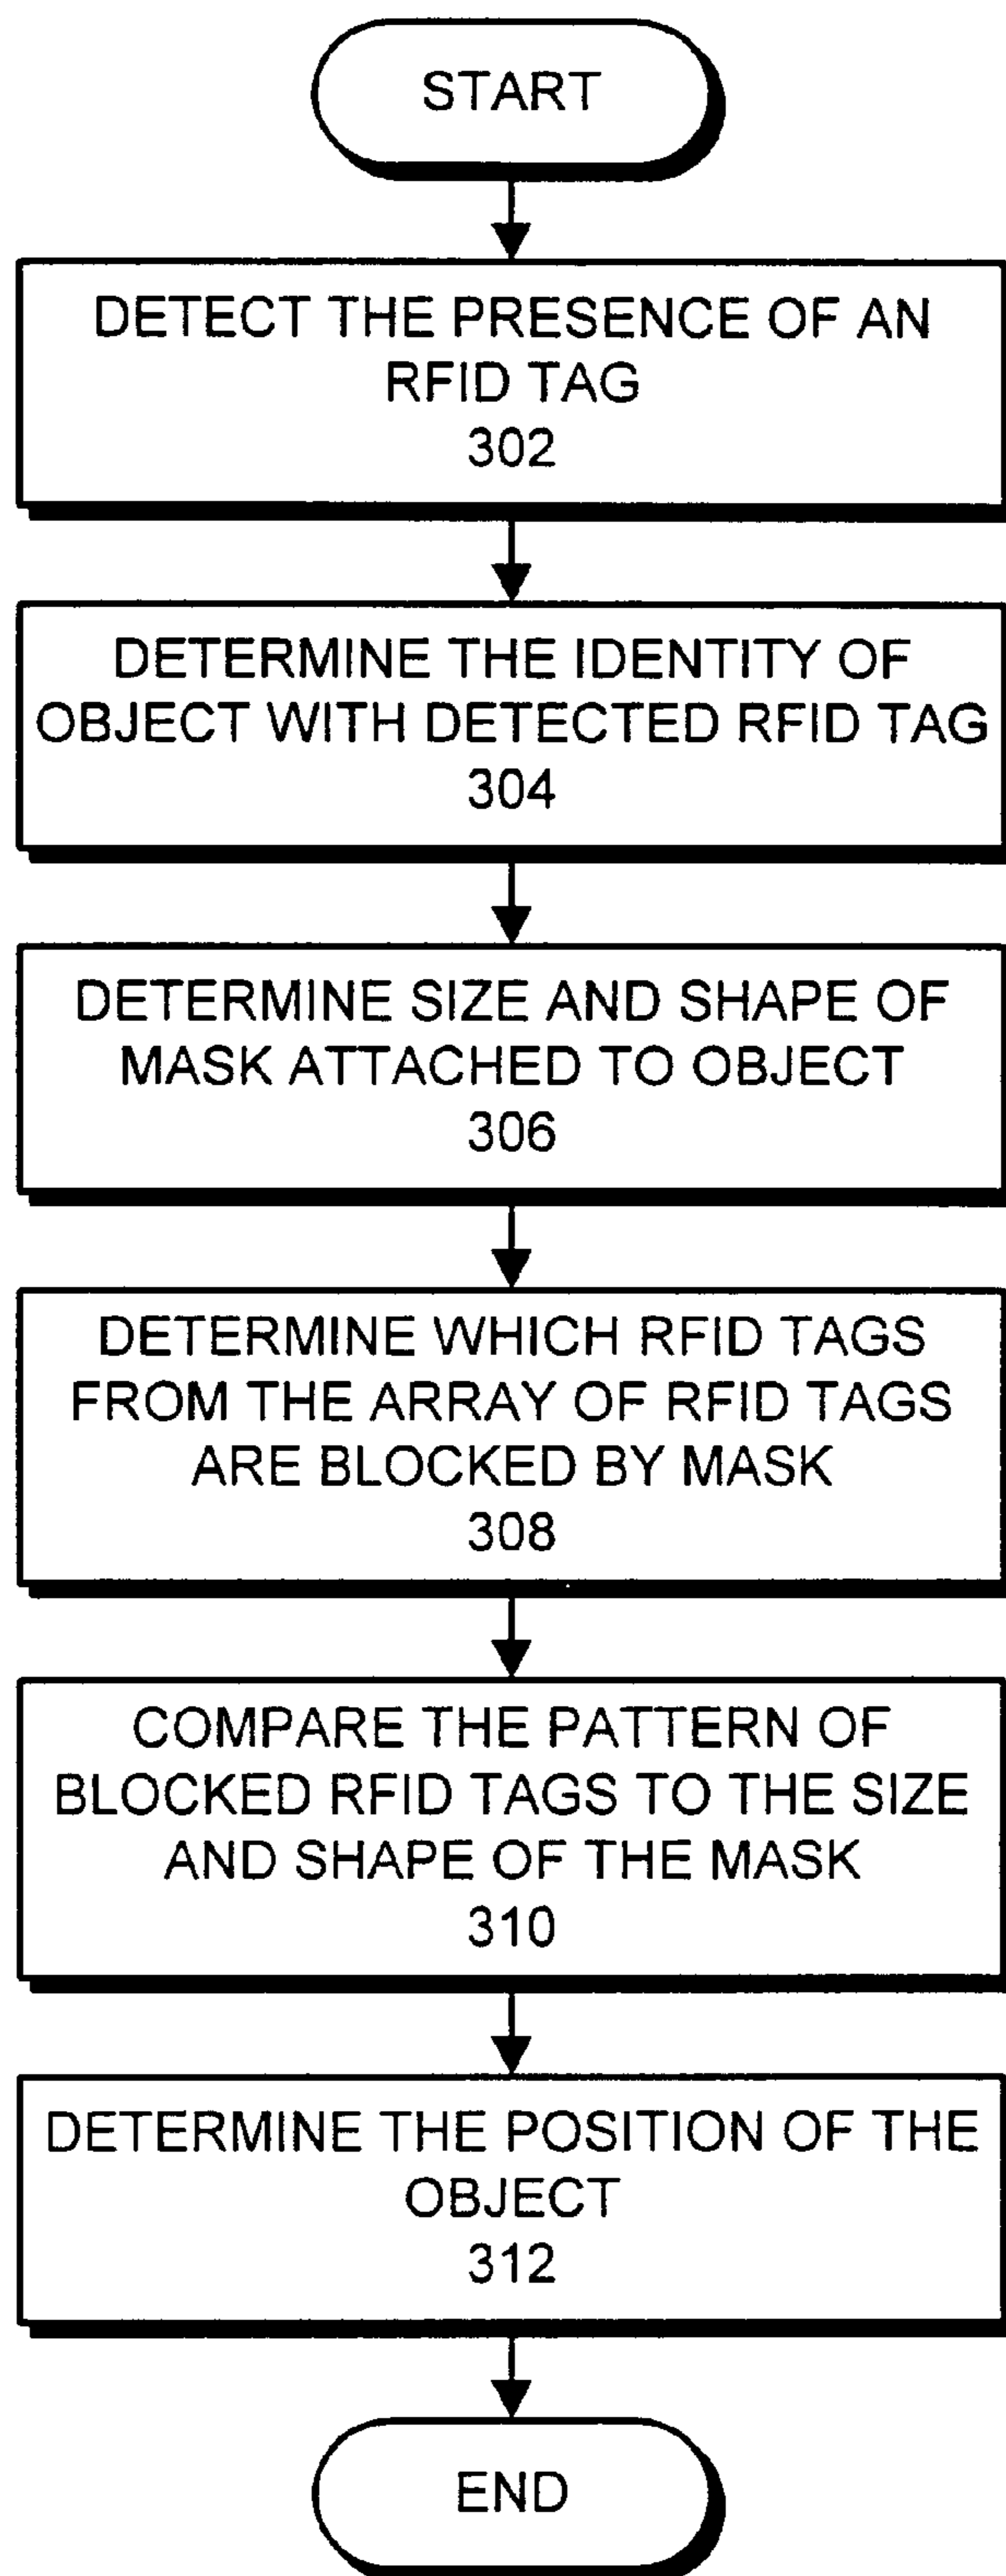 START
DETECT THE PRESENCE OF AN
RFID TAG
302
DETERMINE THE IDENTITY OF
OBJECT WITH DETECTED RFID TAG
304
DETERMINE SIZE AND SHAPE OF
MASK ATTACHED TO OBJECT
306
DETERMINE WHICH RFID TAGS
FROM THE ARRAY OF RFID TAGS
ARE BLOCKED BY MASK
308
COMPARE THE PATTERN OF
BLOCKED RFID TAGS TO THE SIZE
AND SHAPE OF THE MASK
310
DETERMINE THE POSITION OF THE
OBJECT
312
END